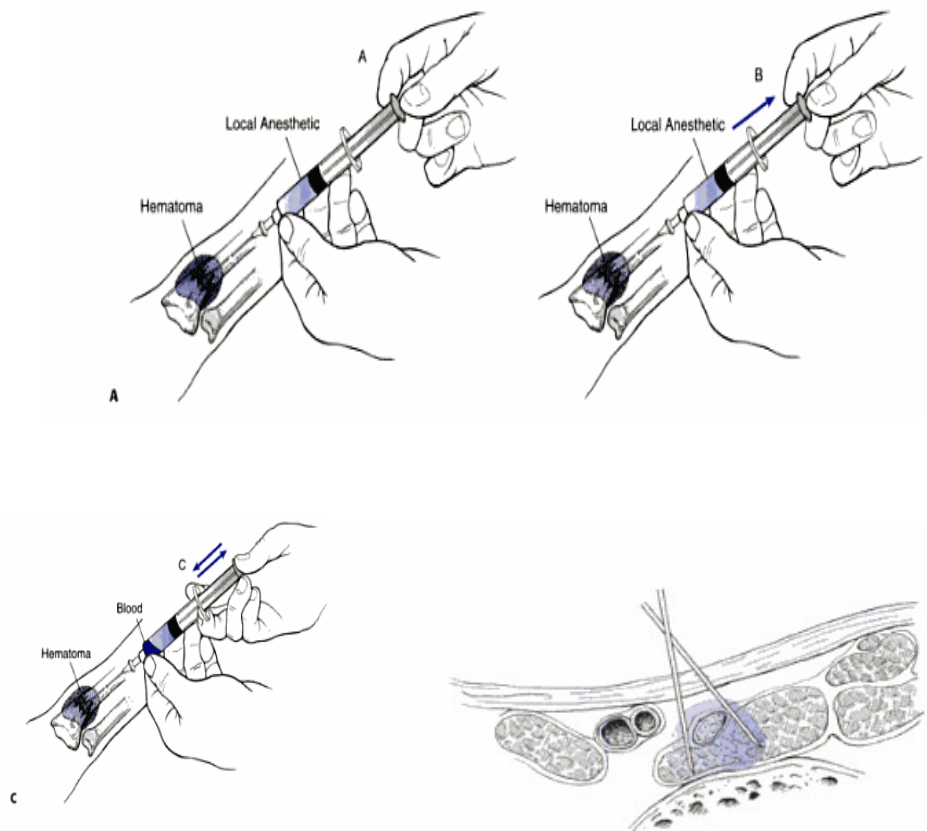 A
Local Anesthetic
Hematoma
A
B
Local Anesthetic
Hematoma
C
Blood
Hematoma
C